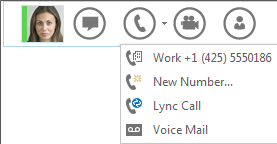 Work +1 (425) 5550186
New Number...
Lync Call
Voice Mail